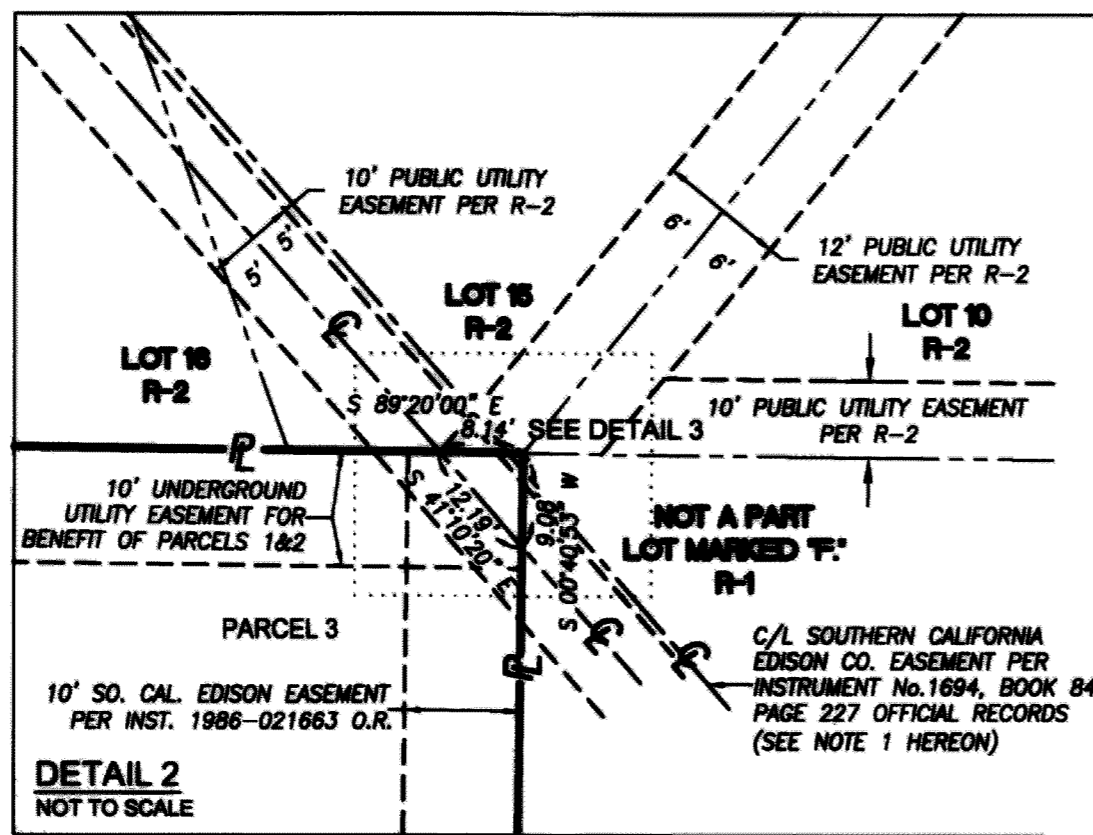 10' PUBLIC UTILITY
EASEMENT PER R-2
5'
5'
6'
6'
12' PUBLIC UTILITY
EASEMENT PER R-2
LOT 15
R-2
LOT 10
R-2
LOT 16
R-2
S 89°20'00" E
8.14'
SEE DETAIL 3
10' PUBLIC UTILITY EASEMENT
PER R-2
PL
10' UNDERGROUND
UTILITY EASEMENT FOR
BENEFIT OF PARCELS 1&2
12.19'
S 41°10'20" E
9.08'
S 00°40'53" W
NOT A PART
LOT MARKED "F."
R-1
PARCEL 3
PL
C/L SOUTHERN CALIFORNIA
EDISON CO. EASEMENT PER
INSTRUMENT No.1694, BOOK 84
PAGE 227 OFFICIAL RECORDS
(SEE NOTE 1 HEREON)
10' SO. CAL. EDISON EASEMENT
PER INST. 1986-021663 O.R.
DETAIL 2
NOT TO SCALE